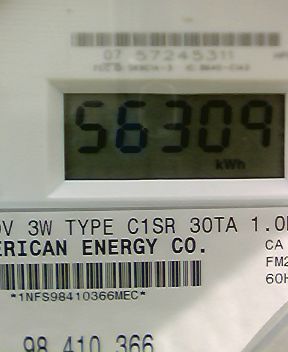 07 57245311
56309
kWh
V 3W TYPE C1SR 30TA 1.0
ERICAN ENERGY CO.
CA
FM2
60H
*1NFS98410366MEC*
98 410 366